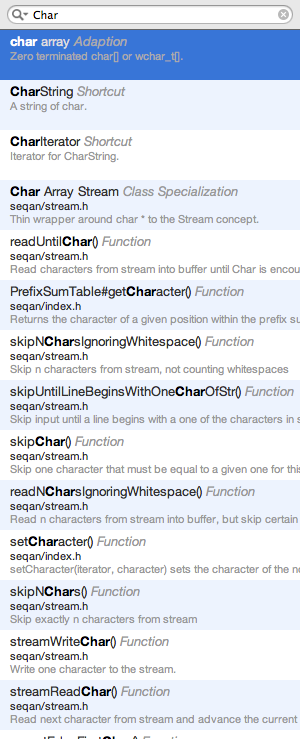 Char
char array Adaption
Zero terminated char[] or wchar_t[].
CharString Shortcut
A string of char.
CharIterator Shortcut
Iterator for CharString.
Char Array Stream Class Specialization
seqan/stream.h
Thin wrapper around char * to the Stream concept.
readUntilChar() Function
seqan/stream.h
Read characters from stream into buffer until Char is encou
PrefixSumTable#getCharacter() Function
seqan/index.h
Returns the character of a given position within the prefix su
skipNCharsIgnoringWhitespace() Function
seqan/stream.h
Skip n characters from stream, not counting whitespaces
skipUntilLineBeginsWithOneCharOfStr() Function
seqan/stream.h
Skip input until a line begins with a one of the characters in s
skipChar() Function
seqan/stream.h
Skip one character that must be equal to a given one for this
readNCharsIgnoringWhitespace() Function
seqan/stream.h
Read n characters from stream into buffer, but skip certain
setCharacter() Function
seqan/index.h
setCharacter(iterator, character) sets the character of the no
skipNChars() Function
seqan/stream.h
Skip exactly n characters from stream
streamWriteChar() Function
seqan/stream.h
Write one character to the stream.
streamReadChar() Function
seqan/stream.h
Read next character from stream and advance the current